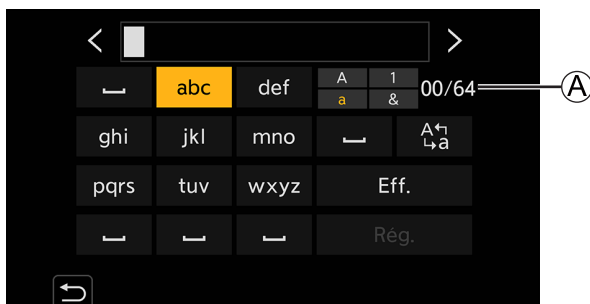 abc def A 1 a & 00/64 Ⓐ
ghi jkl mno A a
pqrs tuv wxyz Eff.
Rég.